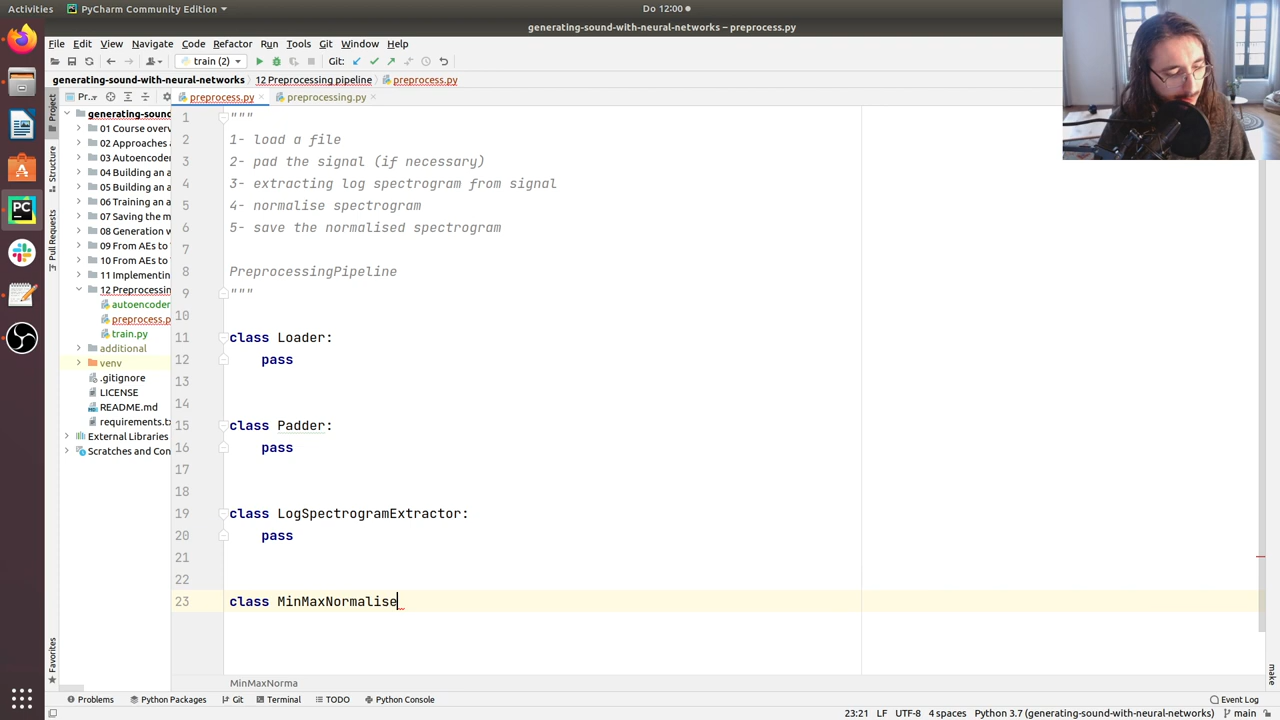 Activities
PyCharm Community Edition
Do 12:00
generating-sound-with-neural-networks – preprocess.py
File Edit View Navigate Code Refactor Run Tools Git Window Help
train (2)
Git:
generating-sound-with-neural-networks
12 Preprocessing pipeline
preprocess.py
Pr...
preprocess.py
preprocessing.py
Project
Structure
Pull Requests
Favorites
generating-sound
01 Course overv
02 Approaches
03 Autoencoder
04 Building an a
05 Building an a
06 Training an a
07 Saving the m
08 Generation w
09 From AEs to
10 From AEs to
11 Implementin
12 Preprocessin
autoencoder
preprocess.p
train.py
additional
venv
.gitignore
LICENSE
README.md
requirements.tx
External Libraries
Scratches and Con
1 """
2 1- load a file
3 2- pad the signal (if necessary)
4 3- extracting log spectrogram from signal
5 4- normalise spectrogram
6 5- save the normalised spectrogram
7
8 PreprocessingPipeline
9 """
10
11 class Loader:
12 pass
13
14
15 class Padder:
16 pass
17
18
19 class LogSpectrogramExtractor:
20 pass
21
22
23 class MinMaxNormalise
MinMaxNorma
make
Problems
Python Packages
Git
Terminal
TODO
Python Console
Event Log
23:21 LF UTF-8 4 spaces Python 3.7 (generating-sound-with-neural-networks) main